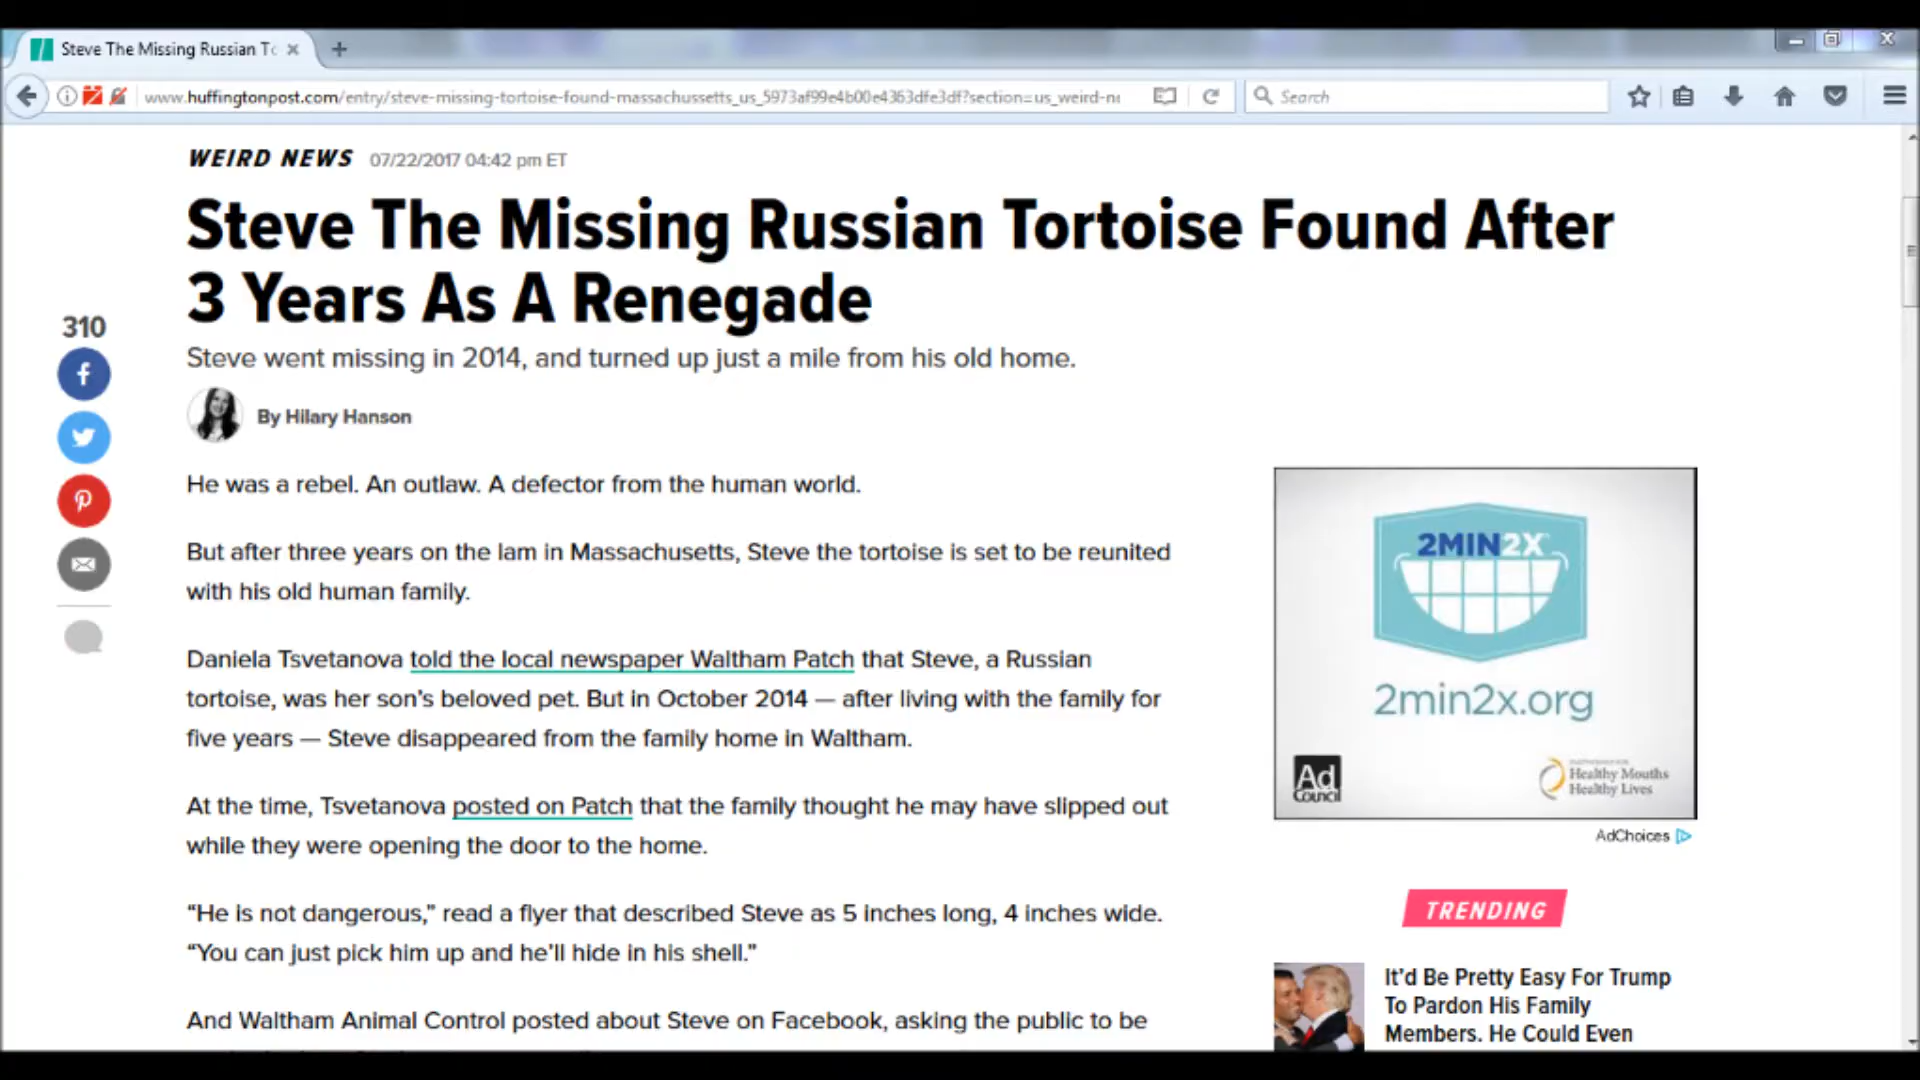 Steve The Missing Russian To
www.huffingtonpost.com/entry/steve-missing-tortoise-found-massachussetts_us_5973af99e4b00e4363dfe3df?section=us_weird-n
Search
WEIRD NEWS 07/22/2017 04:42 pm ET
Steve The Missing Russian Tortoise Found After
3 Years As A Renegade
310
Steve went missing in 2014, and turned up just a mile from his old home.
By Hilary Hanson
He was a rebel. An outlaw. A defector from the human world.
But after three years on the lam in Massachusetts, Steve the tortoise is set to be reunited
with his old human family.
Daniela Tsvetanova told the local newspaper Waltham Patch that Steve, a Russian
tortoise, was her son's beloved pet. But in October 2014 — after living with the family for
five years — Steve disappeared from the family home in Waltham.
At the time, Tsvetanova posted on Patch that the family thought he may have slipped out
while they were opening the door to the home.
“He is not dangerous,” read a flyer that described Steve as 5 inches long, 4 inches wide.
“You can just pick him up and he’ll hide in his shell.”
And Waltham Animal Control posted about Steve on Facebook, asking the public to be
2MIN2X
2min2x.org
Ad
Council
Healthy Mouths
Healthy Lives
AdChoices
TRENDING
It'd Be Pretty Easy For Trump
To Pardon His Family
Members. He Could Even